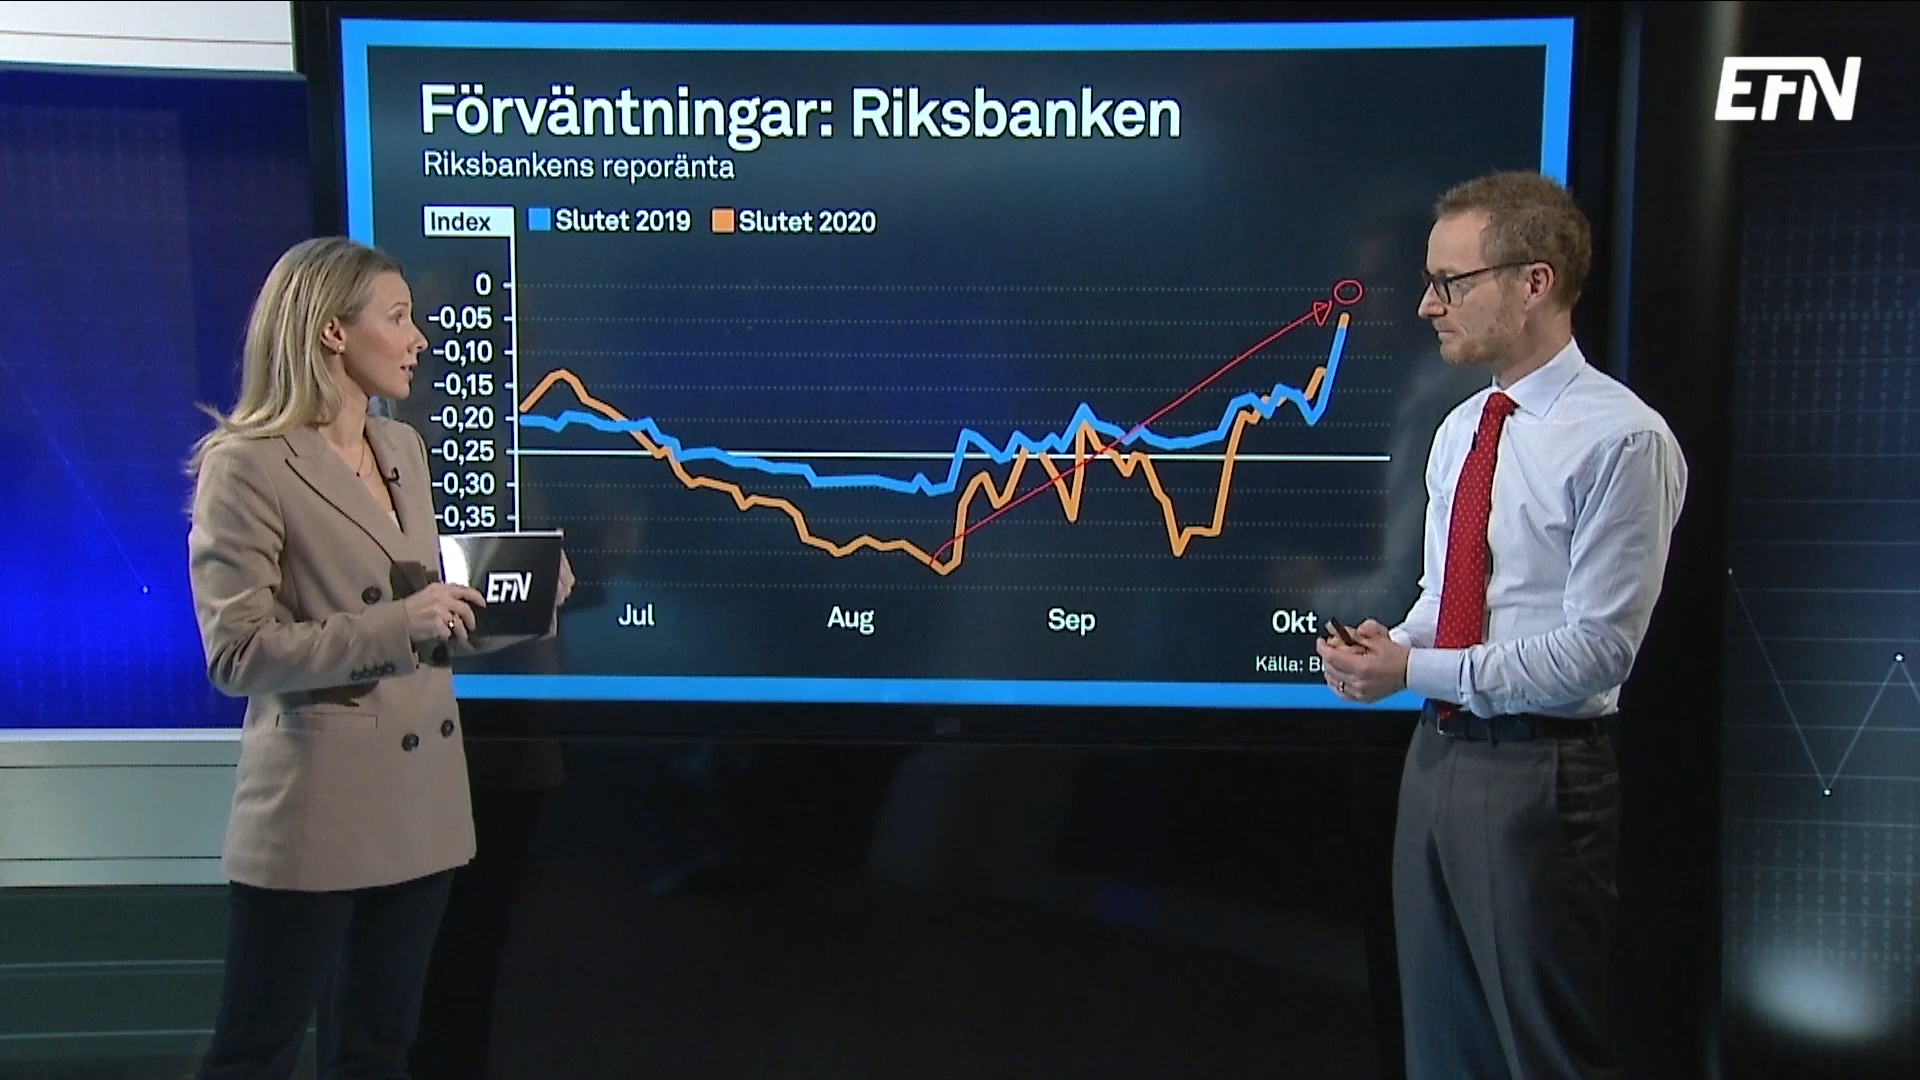 EFN
Förväntningar: Riksbanken
Riksbankens reporänta
Index
Slutet 2019
Slutet 2020
0
-0,05
-0,10
-0,15
-0,20
-0,25
-0,30
-0,35
EFN
Jul
Aug
Sep
Okt
Källa: